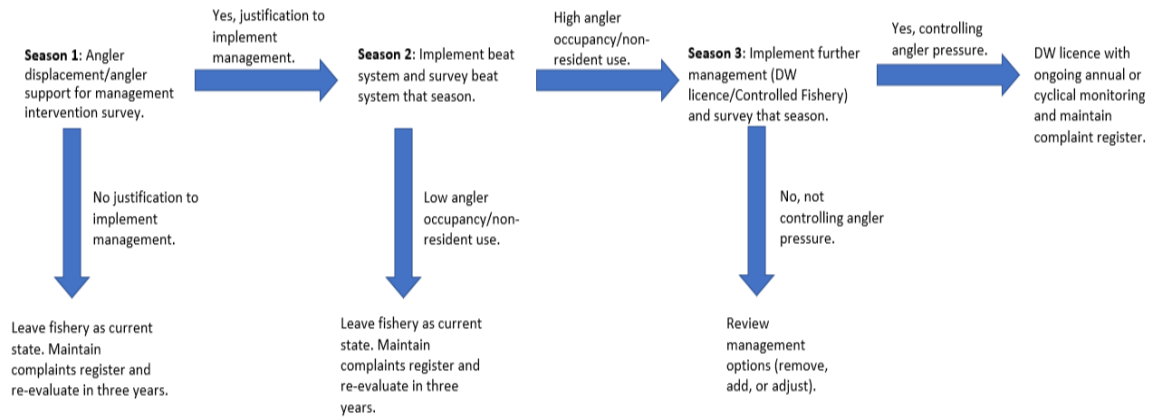 Season 1: Angler
displacement/angler
support for management
intervention survey.
Yes, justification to
implement
management.
Season 2: Implement beat
system and survey beat
system that season.
High angler
occupancy/non-
resident use.
Season 3: Implement further
management (DW
licence/Controlled Fishery)
and survey that season.
Yes, controlling
angler pressure.
DW licence with
ongoing annual or
cyclical monitoring
and maintain
complaint register.
No justification to
implement
management.
Low angler
occupancy/non-
resident use.
No, not
controlling angler
pressure.
Leave fishery as current
state. Maintain
complaints register and
re-evaluate in three years.
Leave fishery as current
state. Maintain
complaints register and
re-evaluate in three
years.
Review
management
options (remove,
add, or adjust).